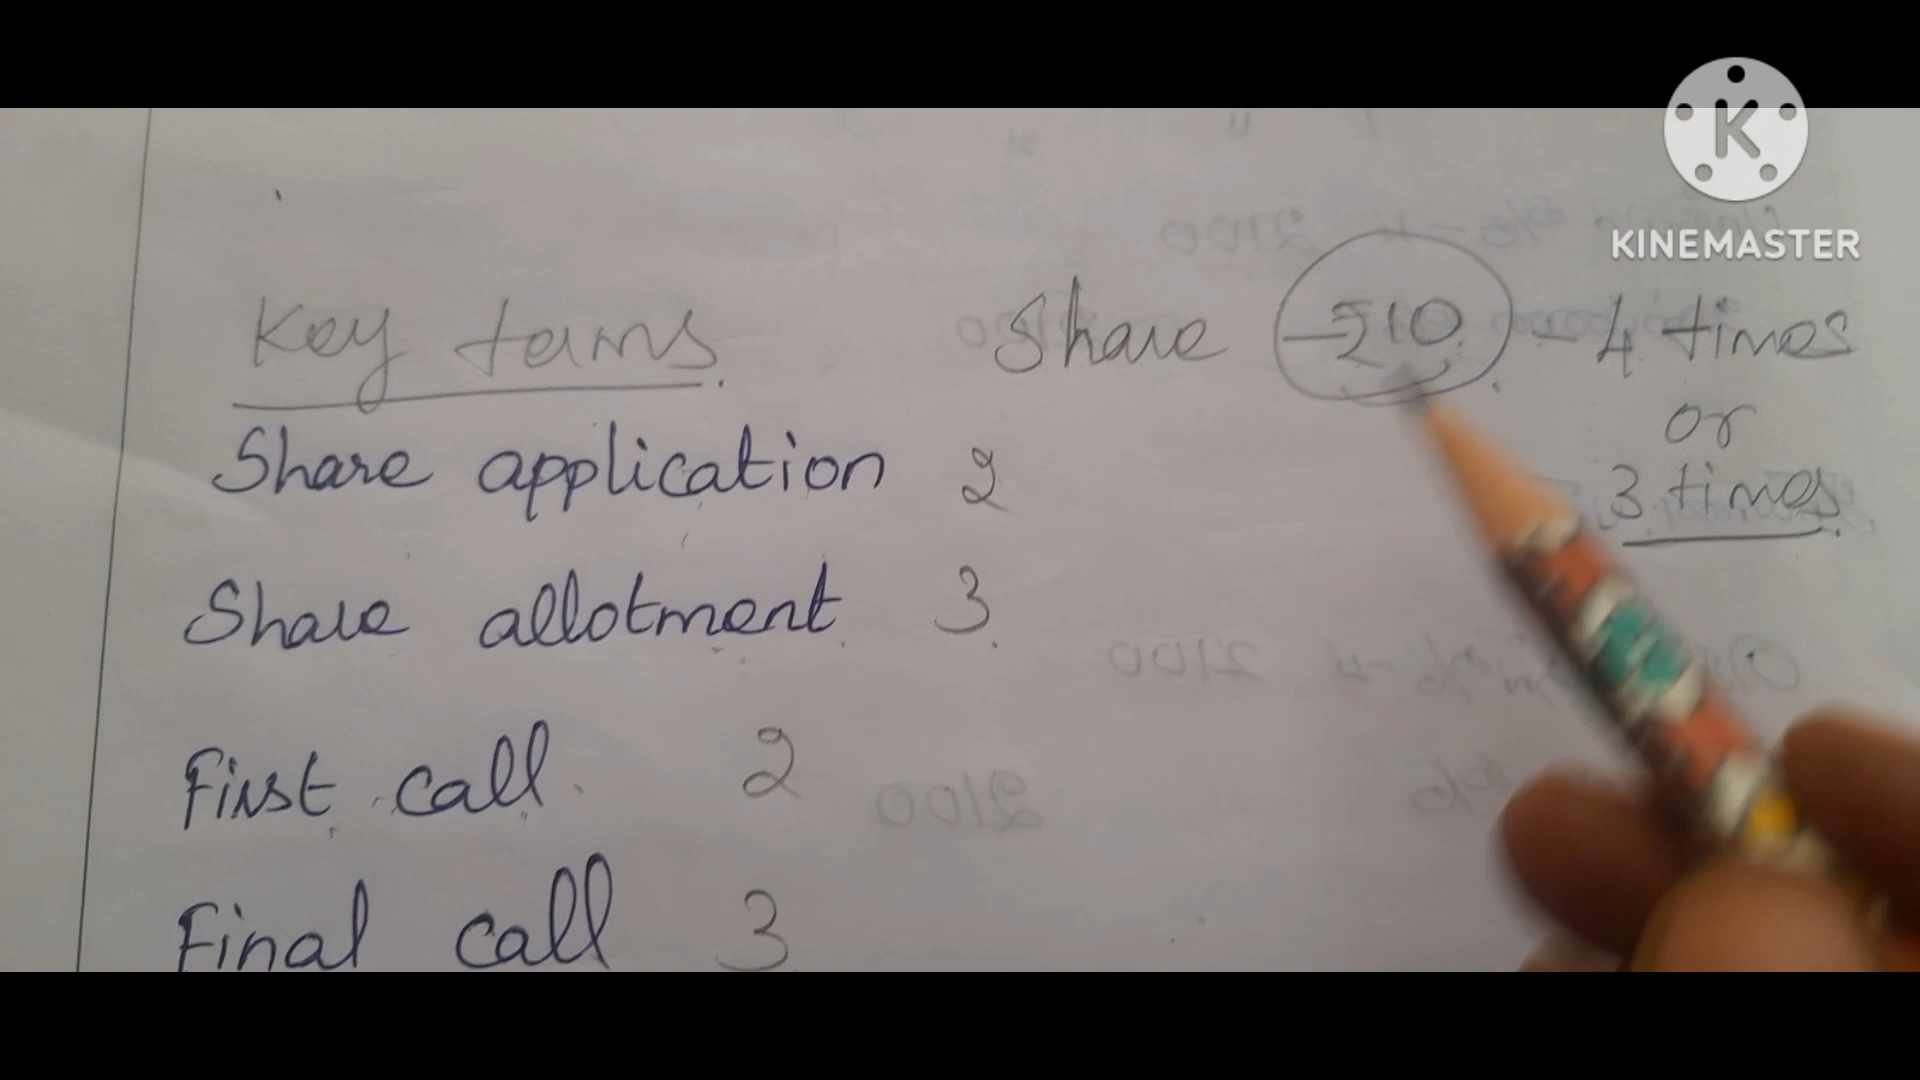 K
KINEMASTER
Key terms Share - ₹10 - 4 times
or
Share application 2 3 times
Share allotment 3
First call 2
Final call 3